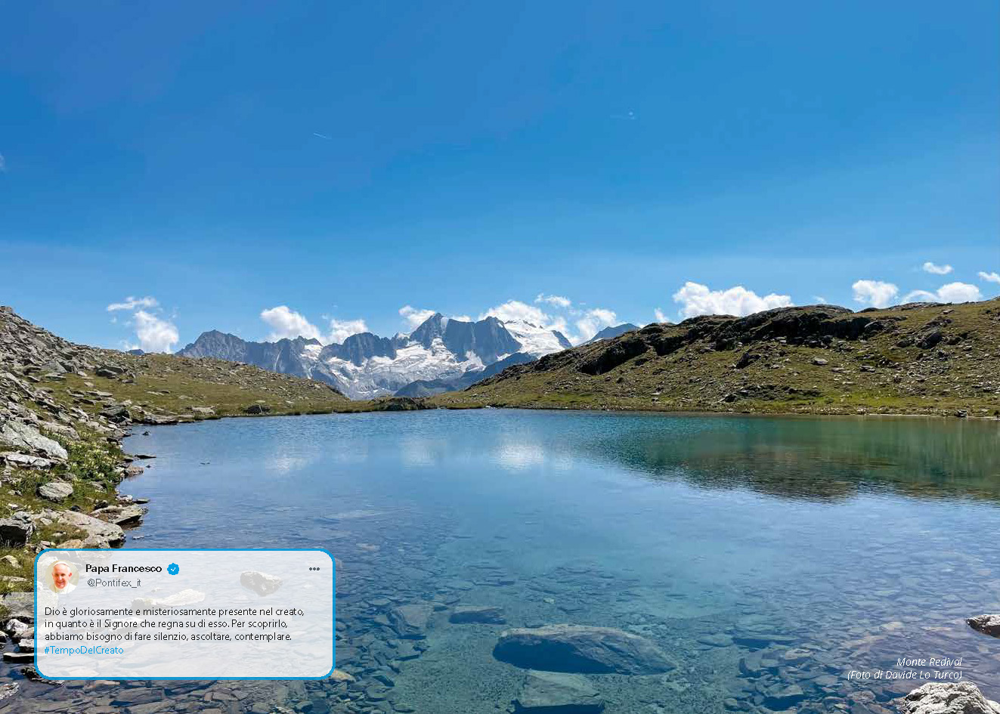 Papa Francesco
@Pontifex_it
Dio è gloriosamente e misteriosamente presente nel creato,
in quanto è il Signore che regna su di esso. Per scoprirlo,
abbiamo bisogno di fare silenzio, ascoltare, contemplare.
#TempoDelCreato
Monte Redival
(Foto di Davide Lo Turco)